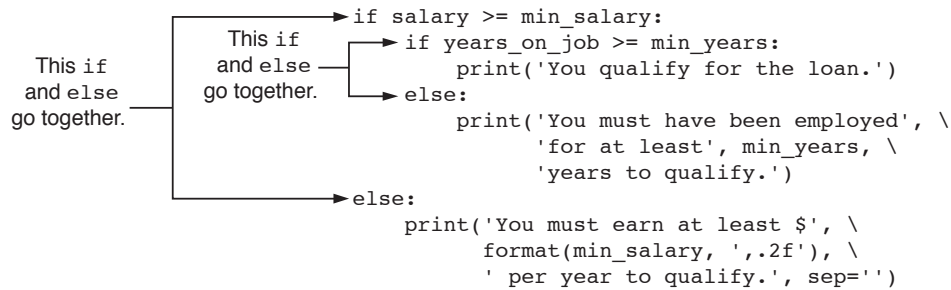 if salary >= min_salary:
This if
and else
go together.
if years_on_job >= min_years:
print('You qualify for the loan.')
This if
and else
go together.
else:
print('You must have been employed', \
'for at least', min_years, \
'years to qualify.')
else:
print('You must earn at least $', \
format(min_salary, ',.2f'), \
' per year to qualify.', sep='')